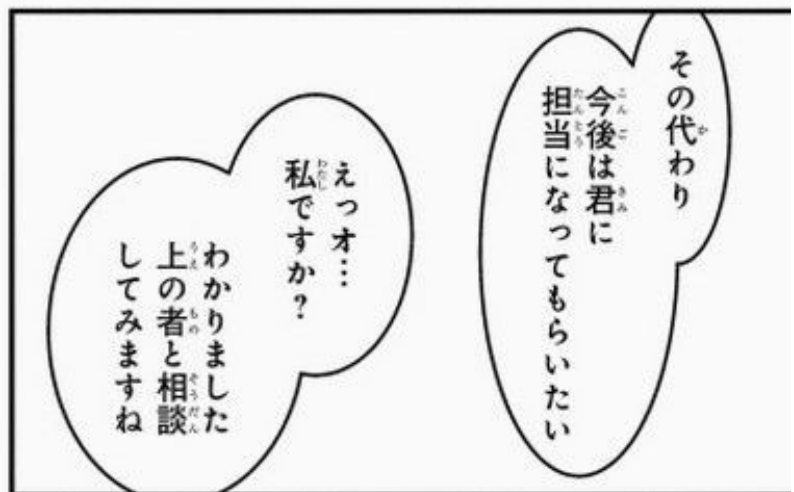 その代わり
今後は君に
担当になってもらいたい
えっオ…
私ですか？
わかりました
上の者と相談
してみますね